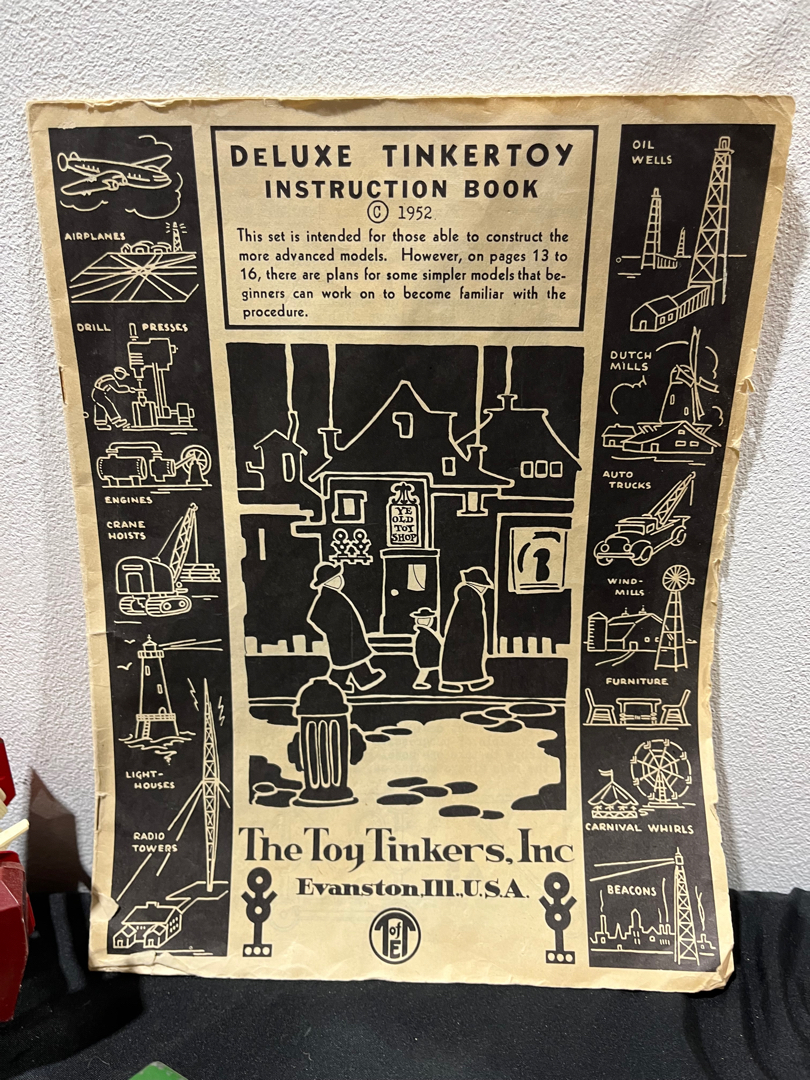 DELUXE TINKERTOY
INSTRUCTION BOOK
© 1952
This set is intended for those able to construct the
more advanced models. However, on pages 13 to
16, there are plans for some simpler models that be-
ginners can work on to become familiar with the
procedure.
AIRPLANES
DRILL PRESSES
ENGINES
CRANE
HOISTS
LIGHT-
HOUSES
RADIO
TOWERS
YE
OLD
TOY
SHOP
OIL
WELLS
DUTCH
MILLS
AUTO
TRUCKS
WIND-
MILLS
FURNITURE
CARNIVAL WHIRLS
BEACONS
The Toy Tinkers, Inc
Evanston, Ill., U.S.A.
T of T
E I